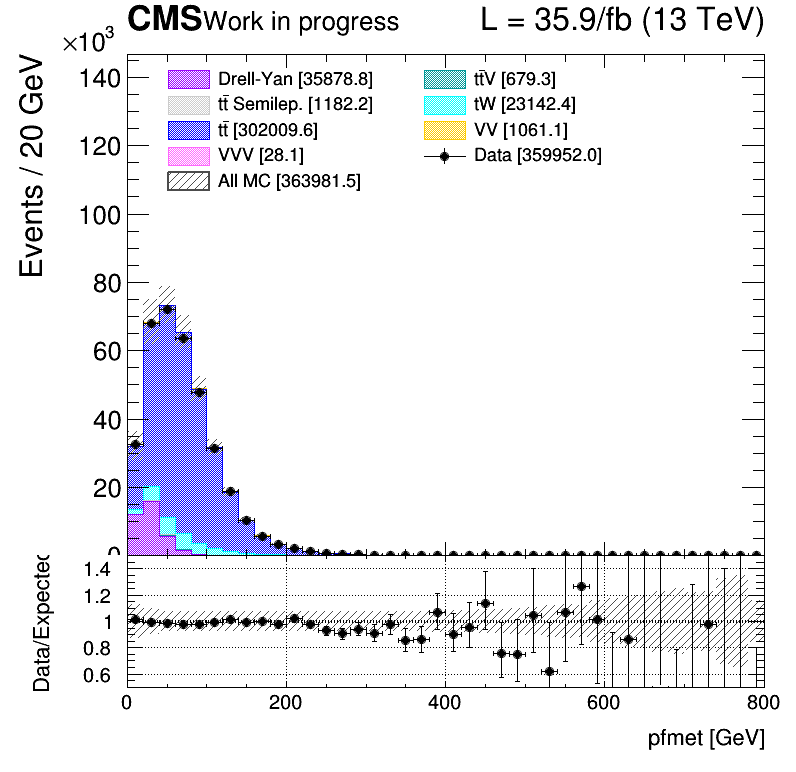 CMS Work in progress L = 35.9/fb (13 TeV)
×10³
Events / 20 GeV
140
120
100
80
60
40
20
0
Drell-Yan [35878.8]
tt̄ Semilep. [1182.2]
tt̄ [302009.6]
VVV [28.1]
All MC [363981.5]
tt̄V [679.3]
tW [23142.4]
VV [1061.1]
Data [359952.0]
Data/Expected
1.4
1.2
1
0.8
0.6
0 200 400 600 800
pfmet [GeV]